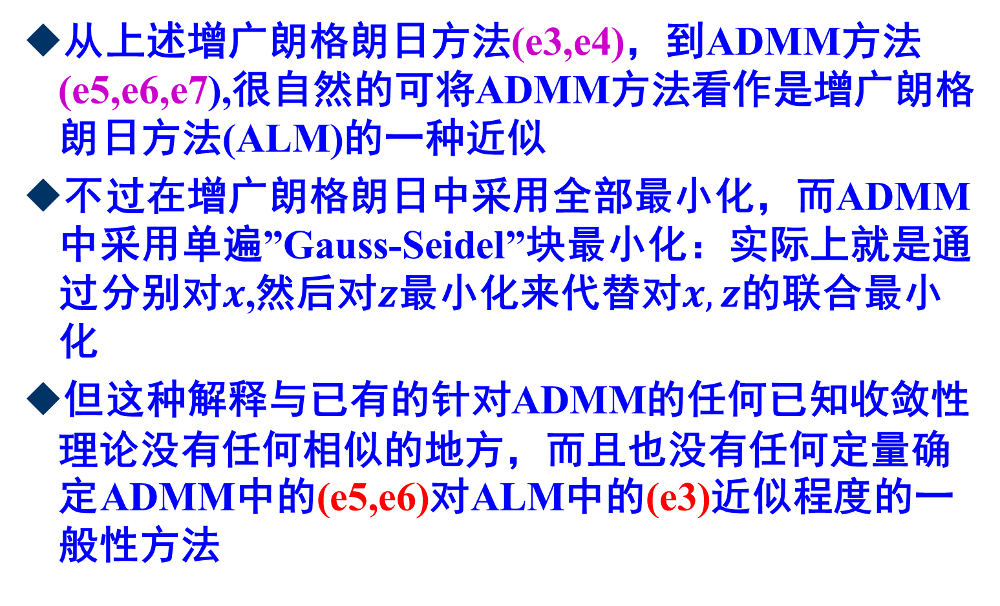 ◆从上述增广朗格朗日方法(e3,e4)，到ADMM方法
(e5,e6,e7),很自然的可将ADMM方法看作是增广朗格
朗日方法(ALM)的一种近似
◆不过在增广朗格朗日中采用全部最小化，而ADMM
中采用单遍”Gauss-Seidel”块最小化：实际上就是通
过分别对x,然后对z最小化来代替对x, z的联合最小
化
◆但这种解释与已有的针对ADMM的任何已知收敛性
理论没有任何相似的地方，而且也没有任何定量确
定ADMM中的(e5,e6)对ALM中的(e3)近似程度的一
般性方法